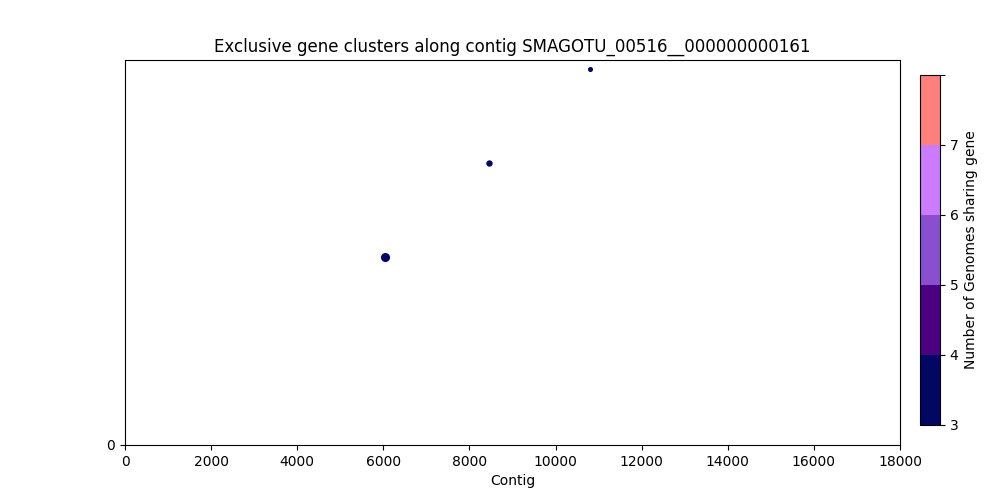 Exclusive gene clusters along contig SMAGOTU_00516__000000000161
7
6
5
4
3
Number of Genomes sharing gene
0
0 2000 4000 6000 8000 10000 12000 14000 16000 18000
Contig